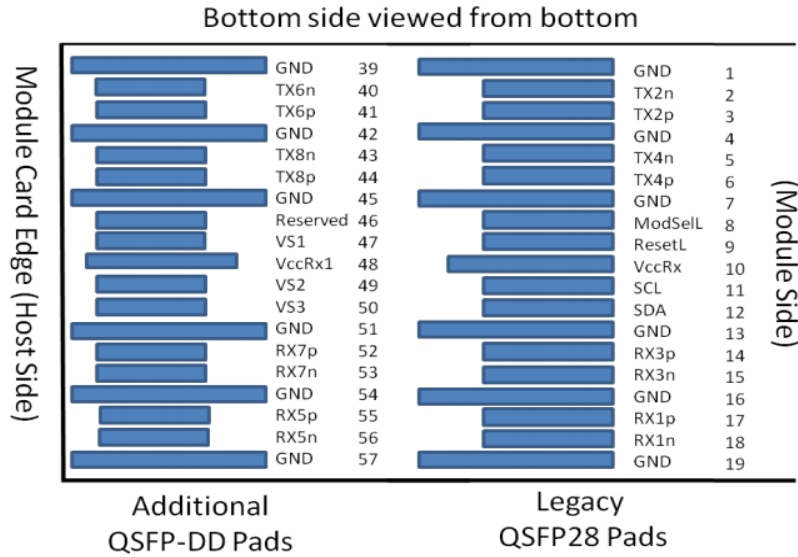 Bottom side viewed from bottom
Module Card Edge (Host Side)
GND 39 GND 1
TX6n 40 TX2n 2
TX6p 41 TX2p 3
GND 42 GND 4
TX8n 43 TX4n 5
TX8p 44 TX4p 6
GND 45 GND 7
Reserved 46 ModSelL 8
VS1 47 ResetL 9
VccRx1 48 VccRx 10
VS2 49 SCL 11
VS3 50 SDA 12
GND 51 GND 13
RX7p 52 RX3p 14
RX7n 53 RX3n 15
GND 54 GND 16
RX5p 55 RX1p 17
RX5n 56 RX1n 18
GND 57 GND 19
(Module Side)
Additional
QSFP-DD Pads
Legacy
QSFP28 Pads